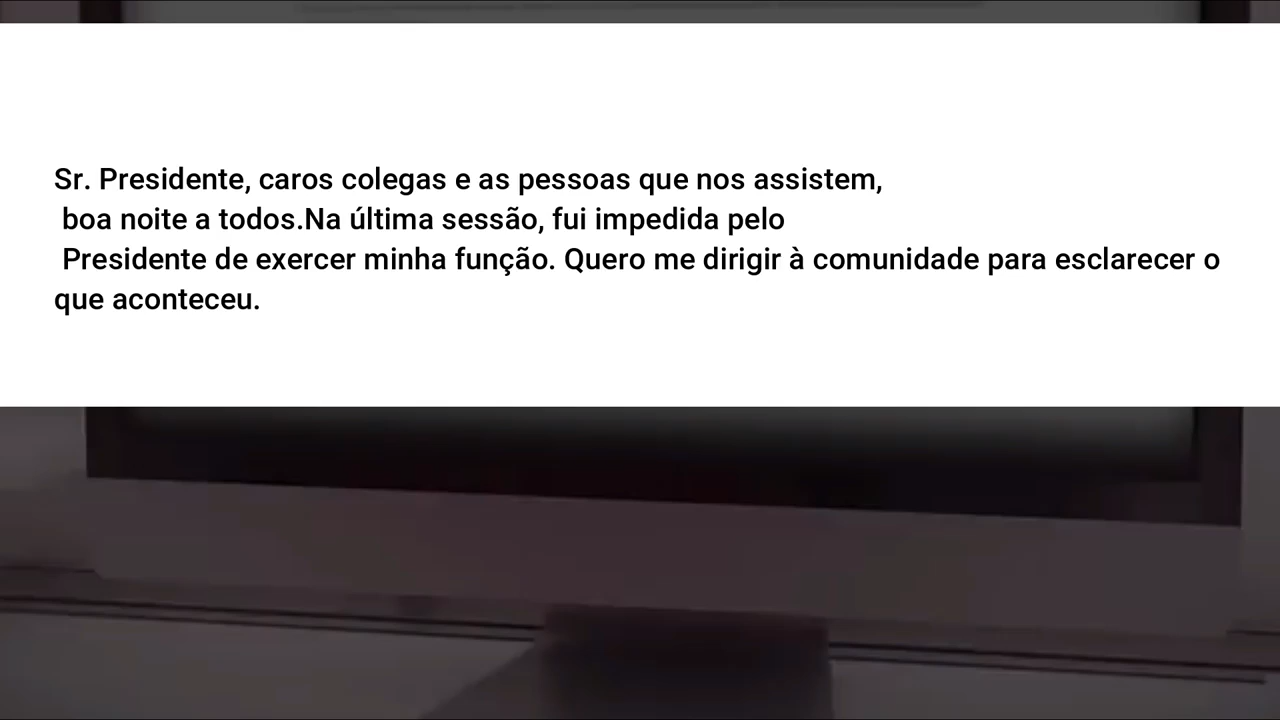 Sr. Presidente, caros colegas e as pessoas que nos assistem,
boa noite a todos.Na última sessão, fui impedida pelo
Presidente de exercer minha função. Quero me dirigir à comunidade para esclarecer o
que aconteceu.